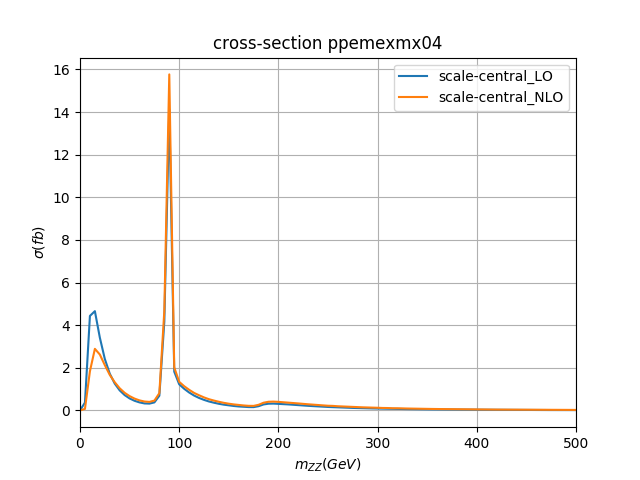 cross-section ppemexmx04
scale-central_LO
scale-central_NLO
σ(fb)
16
14
12
10
8
6
4
2
0
0 100 200 300 400 500
m_ZZ(GeV)